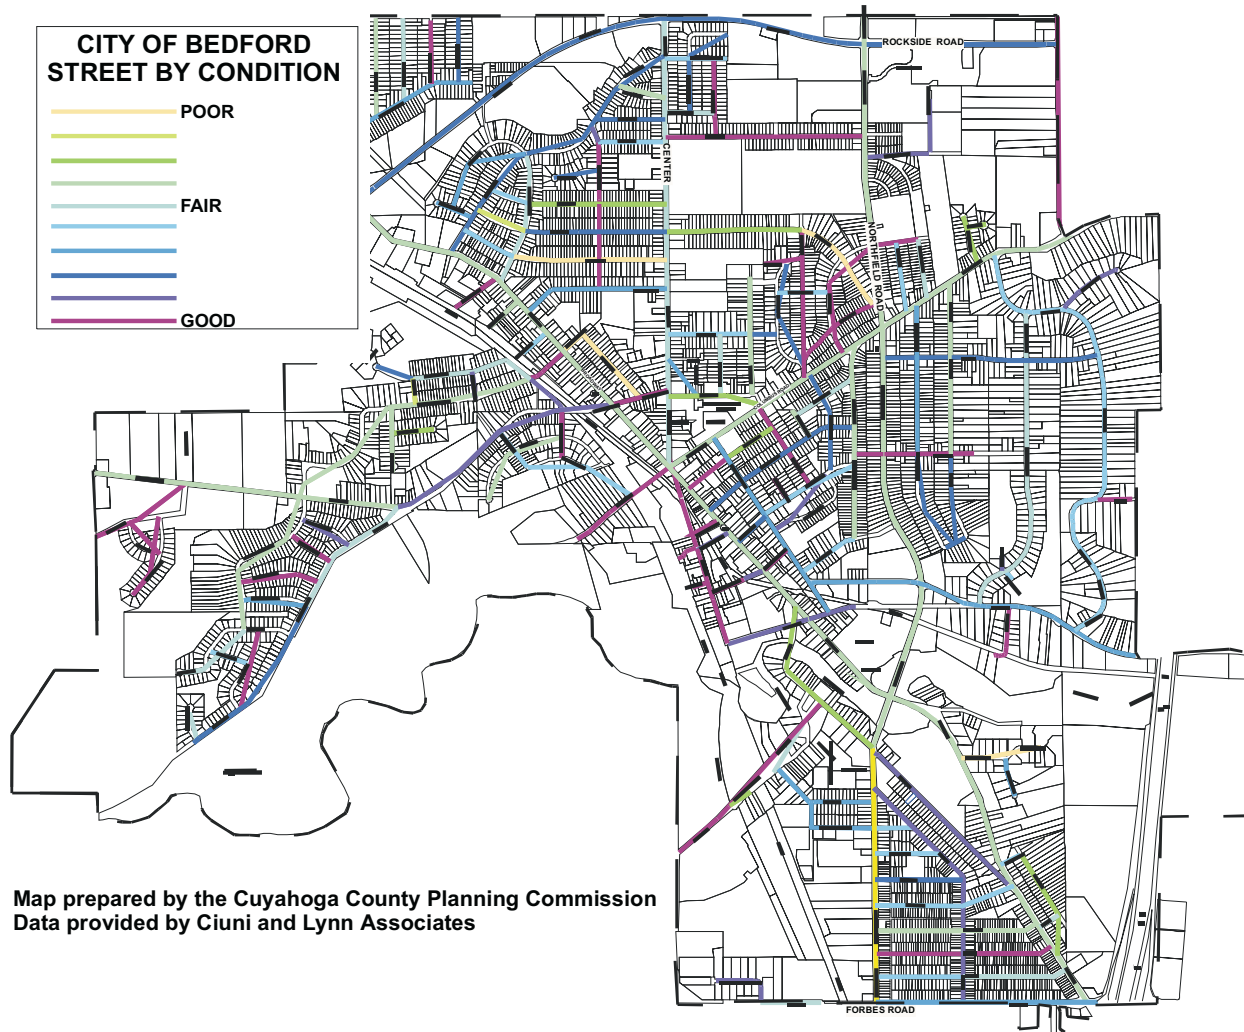 CITY OF BEDFORD
STREET BY CONDITION
POOR
FAIR
GOOD
ROCKSIDE ROAD
CENTER
NORTHFIELD ROAD
Map prepared by the Cuyahoga County Planning Commission
Data provided by Ciuni and Lynn Associates
FORBES ROAD